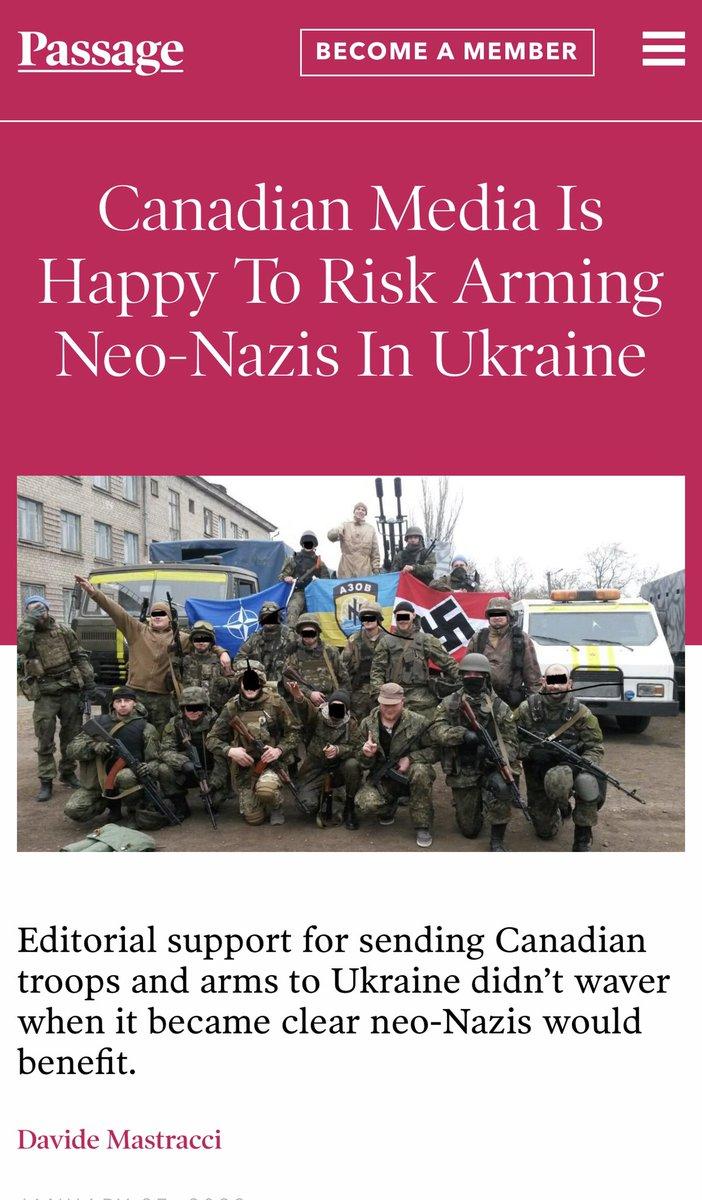 Passage
BECOME A MEMBER
Canadian Media Is
Happy To Risk Arming
Neo-Nazis In Ukraine
АЗОВ
Editorial support for sending Canadian
troops and arms to Ukraine didn’t waver
when it became clear neo-Nazis would
benefit.
Davide Mastracci